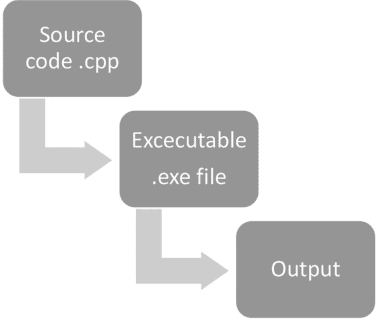 Source
code .cpp
Excecutable
.exe file
Output